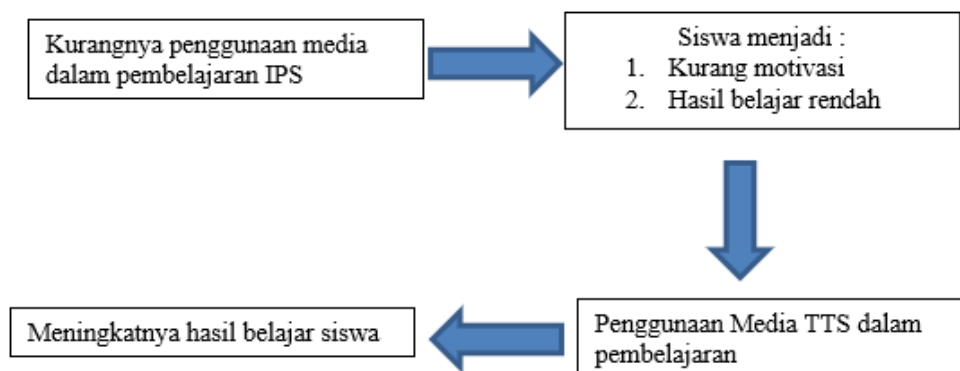 Kurangnya penggunaan media
dalam pembelajaran IPS
Siswa menjadi :
1. Kurang motivasi
2. Hasil belajar rendah
Penggunaan Media TTS dalam
pembelajaran
Meningkatnya hasil belajar siswa